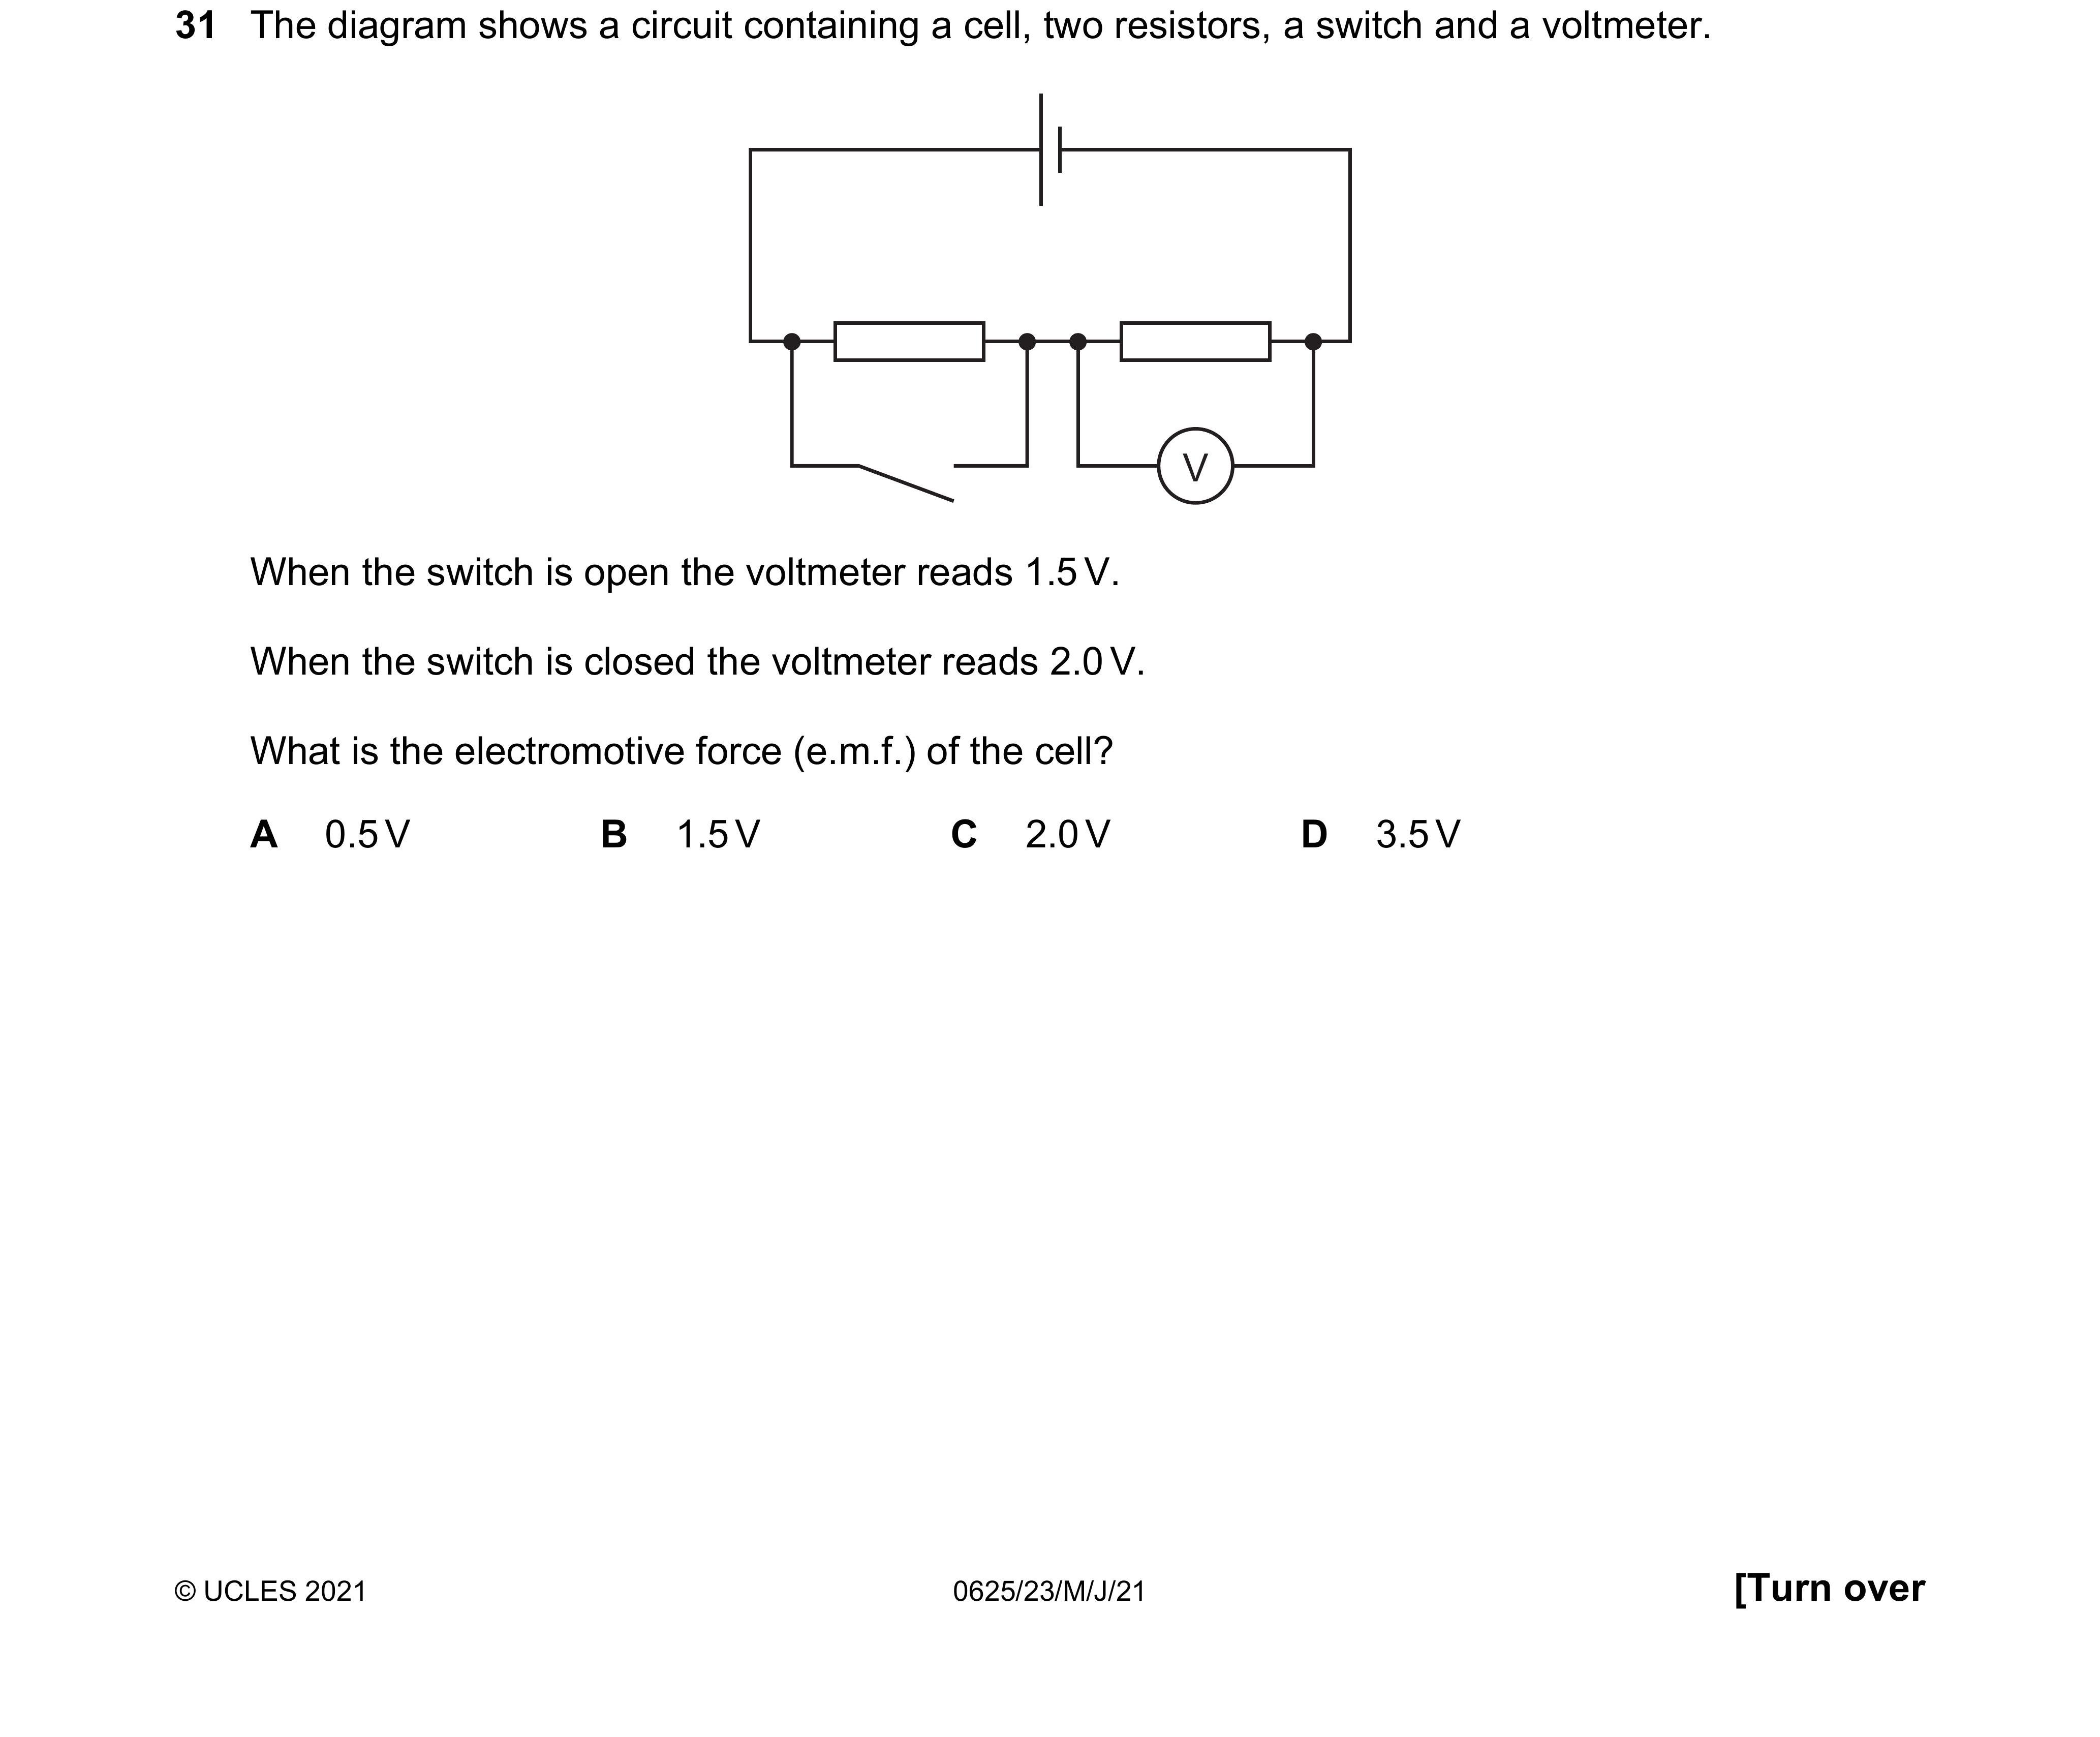 31 The diagram shows a circuit containing a cell, two resistors, a switch and a voltmeter.
V
When the switch is open the voltmeter reads 1.5 V.
When the switch is closed the voltmeter reads 2.0 V.
What is the electromotive force (e.m.f.) of the cell?
A 0.5 V B 1.5 V C 2.0 V D 3.5 V
© UCLES 2021 0625/23/M/J/21 [Turn over